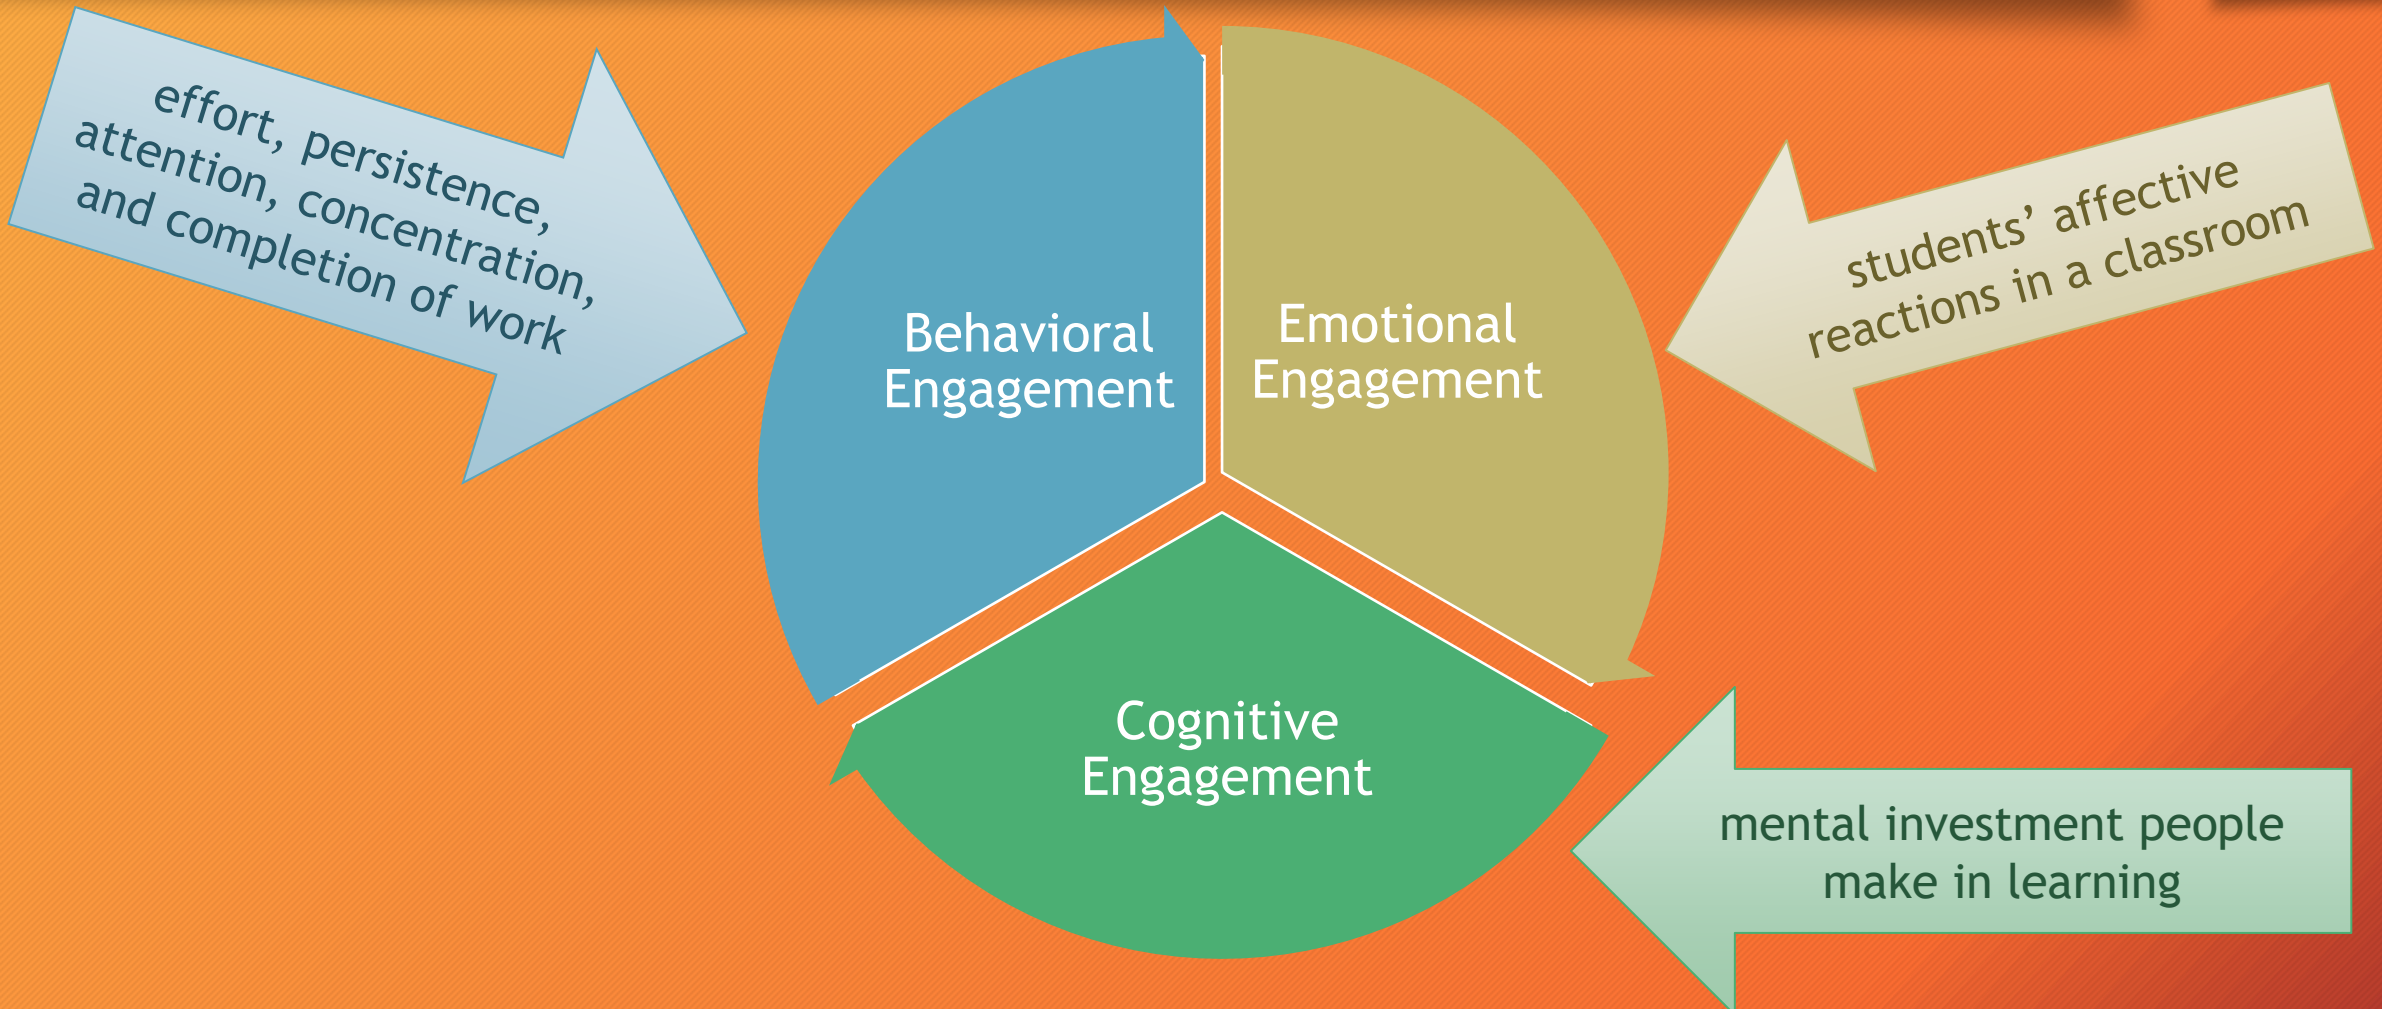 effort, persistence,
attention, concentration,
and completion of work
Behavioral
Engagement
Emotional
Engagement
students’ affective
reactions in a classroom
Cognitive
Engagement
mental investment people
make in learning